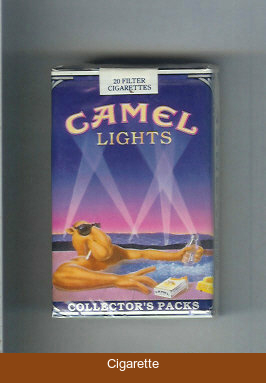 20 FILTER
CIGARETTES
CAMEL
LIGHTS
COLLECTOR'S PACKS
Cigarette